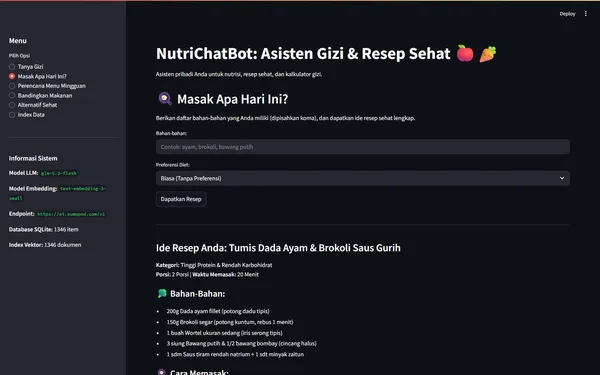 Deploy
Menu
Pilih Opsi
Tanya Gizi
Masak Apa Hari Ini?
Perencana Menu Mingguan
Bandingkan Makanan
Alternatif Sehat
Index Data
Informasi Sistem
Model LLM:
Model Embedding: text-embedding-3-
small
Endpoint: https://ai.sumopod.com/v1
Database SQLite: 1346 item
Index Vektor: 1346 dokumen
NutriChatBot: Asisten Gizi & Resep Sehat
Asisten pribadi Anda untuk nutrisi, resep sehat, dan kalkulator gizi.
Masak Apa Hari Ini?
Berikan daftar bahan-bahan yang Anda miliki (dipisahkan koma), dan dapatkan ide resep sehat lengkap.
Bahan-bahan:
Contoh: ayam, brokoli, bawang putih
Preferensi Diet:
Biasa (Tanpa Preferensi)
Dapatkan Resep
Ide Resep Anda: Tumis Dada Ayam & Brokoli Saus Gurih
Kategori: Tinggi Protein & Rendah Karbohidrat
Porsi: 2 Porsi | Waktu Memasak: 20 Menit
Bahan-Bahan:
200g Dada ayam fillet (potong dadu tipis)
150g Brokoli segar (potong kuntum, rebus 1 menit)
1 buah Wortel ukuran sedang (iris serong tipis)
3 siung Bawang putih & 1/2 bawang bombay (cincang halus)
1 sdm Saus tiram rendah natrium + 1 sdt minyak zaitun
Cara Memasak: